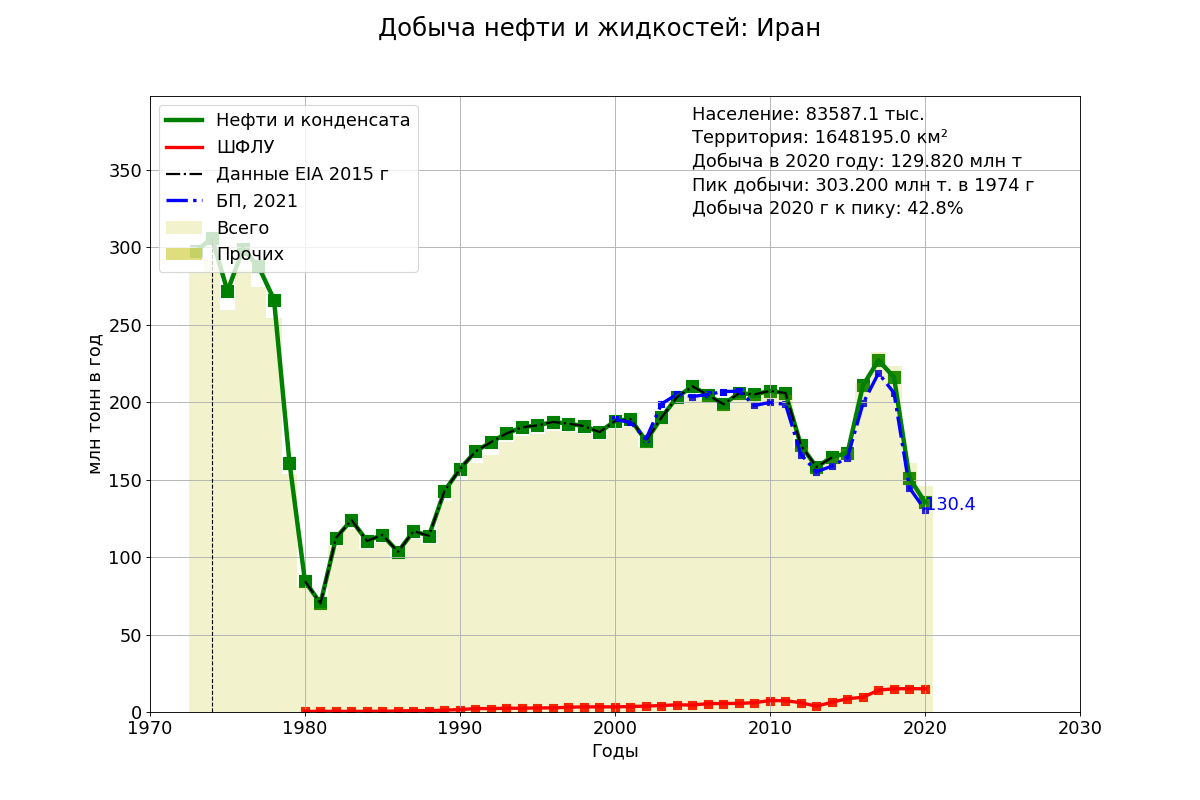 Добыча нефти и жидкостей: Иран
Нефти и конденсата
ШФЛУ
Данные EIA 2015 г
БП, 2021
Всего
Прочих
Население: 83587.1 тыс.
Территория: 1648195.0 км²
Добыча в 2020 году: 129.820 млн т
Пик добычи: 303.200 млн т. в 1974 г
Добыча 2020 г к пику: 42.8%
млн тонн в год
350
300
250
200
150
100
50
0
130.4
1970 1980 1990 2000 2010 2020 2030
Годы